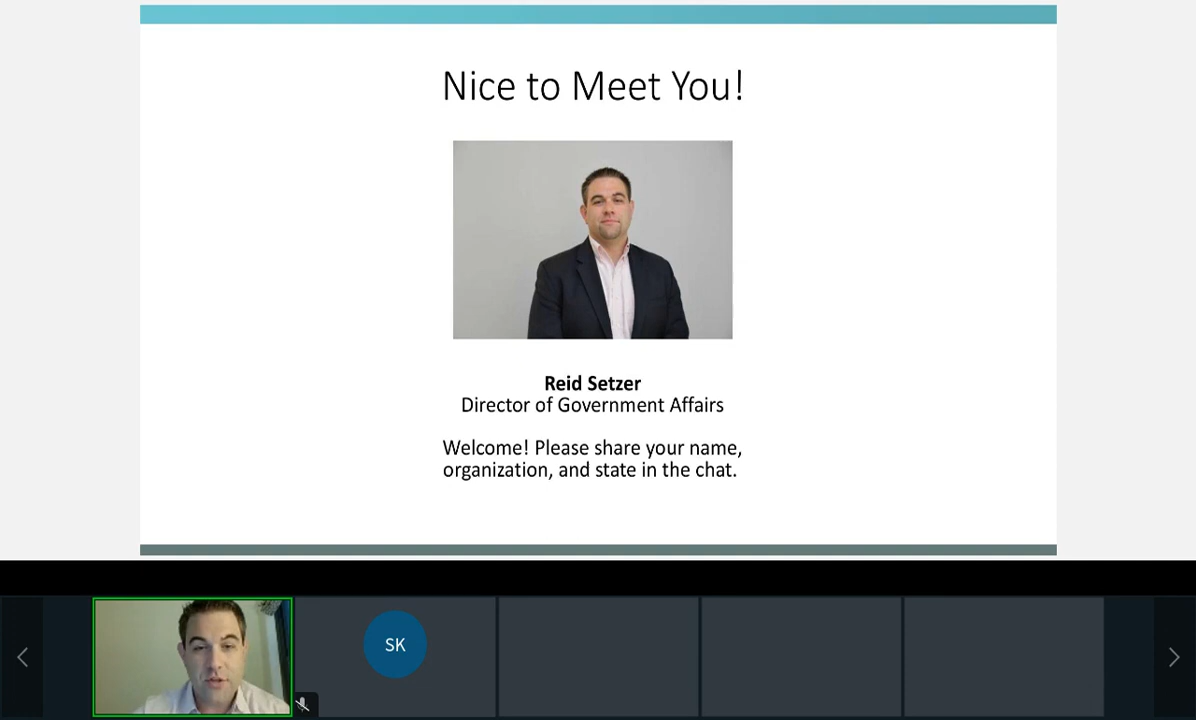 Nice to Meet You!
Reid Setzer
Director of Government Affairs
Welcome! Please share your name,
organization, and state in the chat.
SK